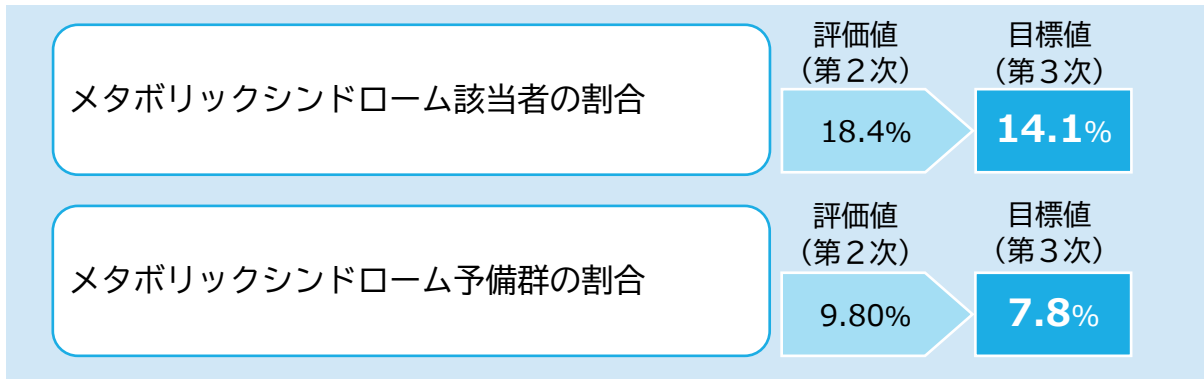 メタボリックシンドローム該当者の割合
評価値
（第２次）
18.4%
目標値
（第３次）
14.1%
メタボリックシンドローム予備群の割合
評価値
（第２次）
9.80%
目標値
（第３次）
7.8%